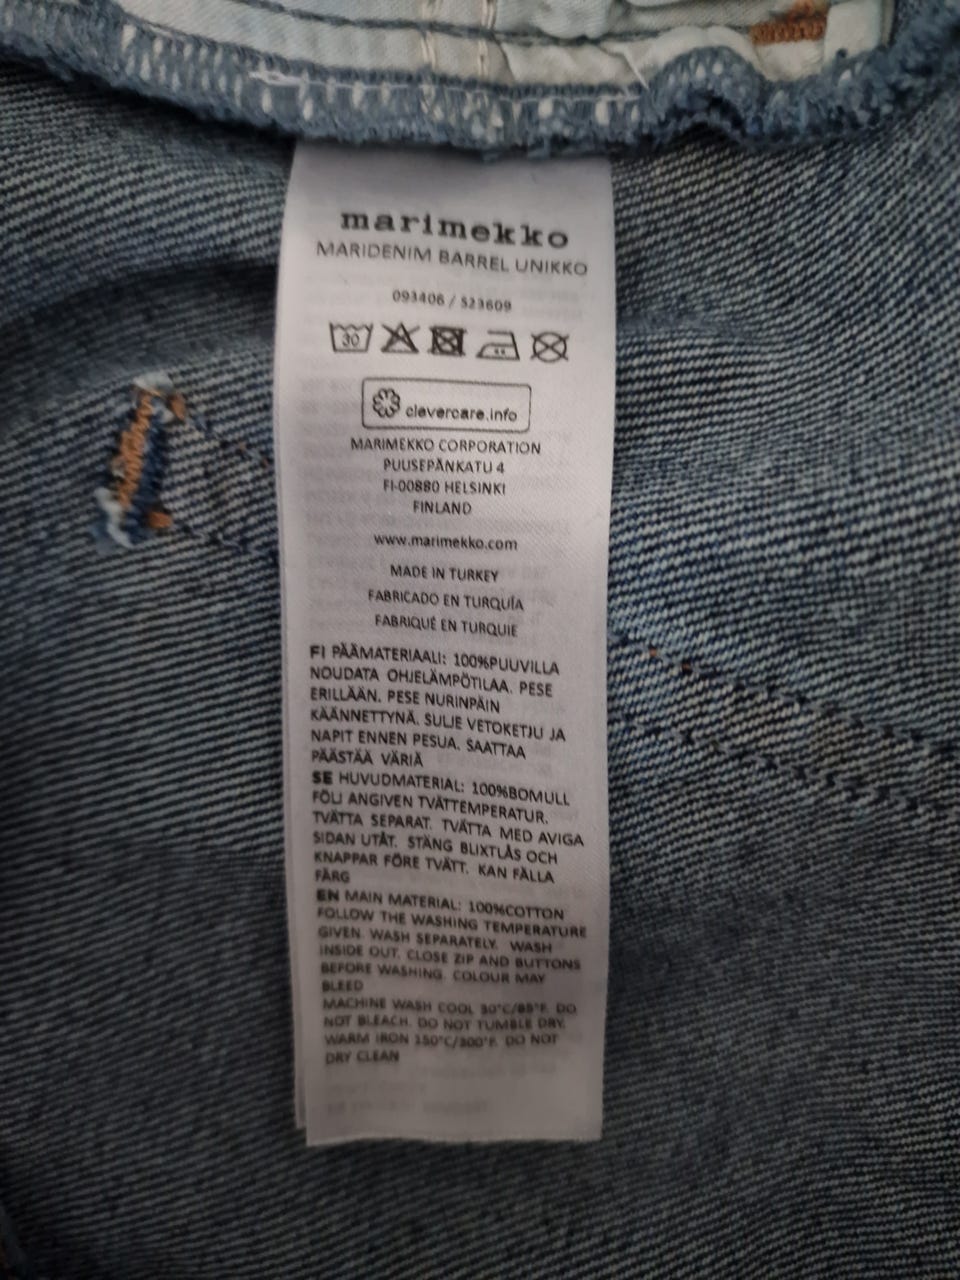 marimekko
MARIDENIM BARREL UNIKKO
093406 / 523609
30
clevercare.info
MARIMEKKO CORPORATION
PUUSEPÄNKATU 4
FI-00880 HELSINKI
FINLAND
www.marimekko.com
MADE IN TURKEY
FABRICADO EN TURQUÍA
FABRIQUÉ EN TURQUIE
FI PÄÄMATERIAALI: 100%PUUVILLA
NOUDATA OHJELÄMPÖTILAA. PESE
ERILLÄÄN. PESE NURINPÄIN
KÄÄNNETTYNÄ. SULJE VETOKETJU JA
NAPIT ENNEN PESUA. SAATTAA
PÄÄSTÄÄ VÄRIÄ
SE HUVUDMATERIAL: 100%BOMULL
FÖLJ ANGIVEN TVÄTTEMPERATUR.
TVÄTTA SEPARAT. TVÄTTA MED AVIGA
SIDAN UTÅT. STÄNG BLIXTLÅS OCH
KNAPPAR FÖRE TVÄTT. KAN FÄLLA
FÄRG
EN MAIN MATERIAL: 100%COTTON
FOLLOW THE WASHING TEMPERATURE
GIVEN. WASH SEPARATELY. WASH
INSIDE OUT. CLOSE ZIP AND BUTTONS
BEFORE WASHING. COLOUR MAY
BLEED
MACHINE WASH COOL 30°C/85°F. DO
NOT BLEACH. DO NOT TUMBLE DRY.
WARM IRON 150°C/300°F. DO NOT
DRY CLEAN